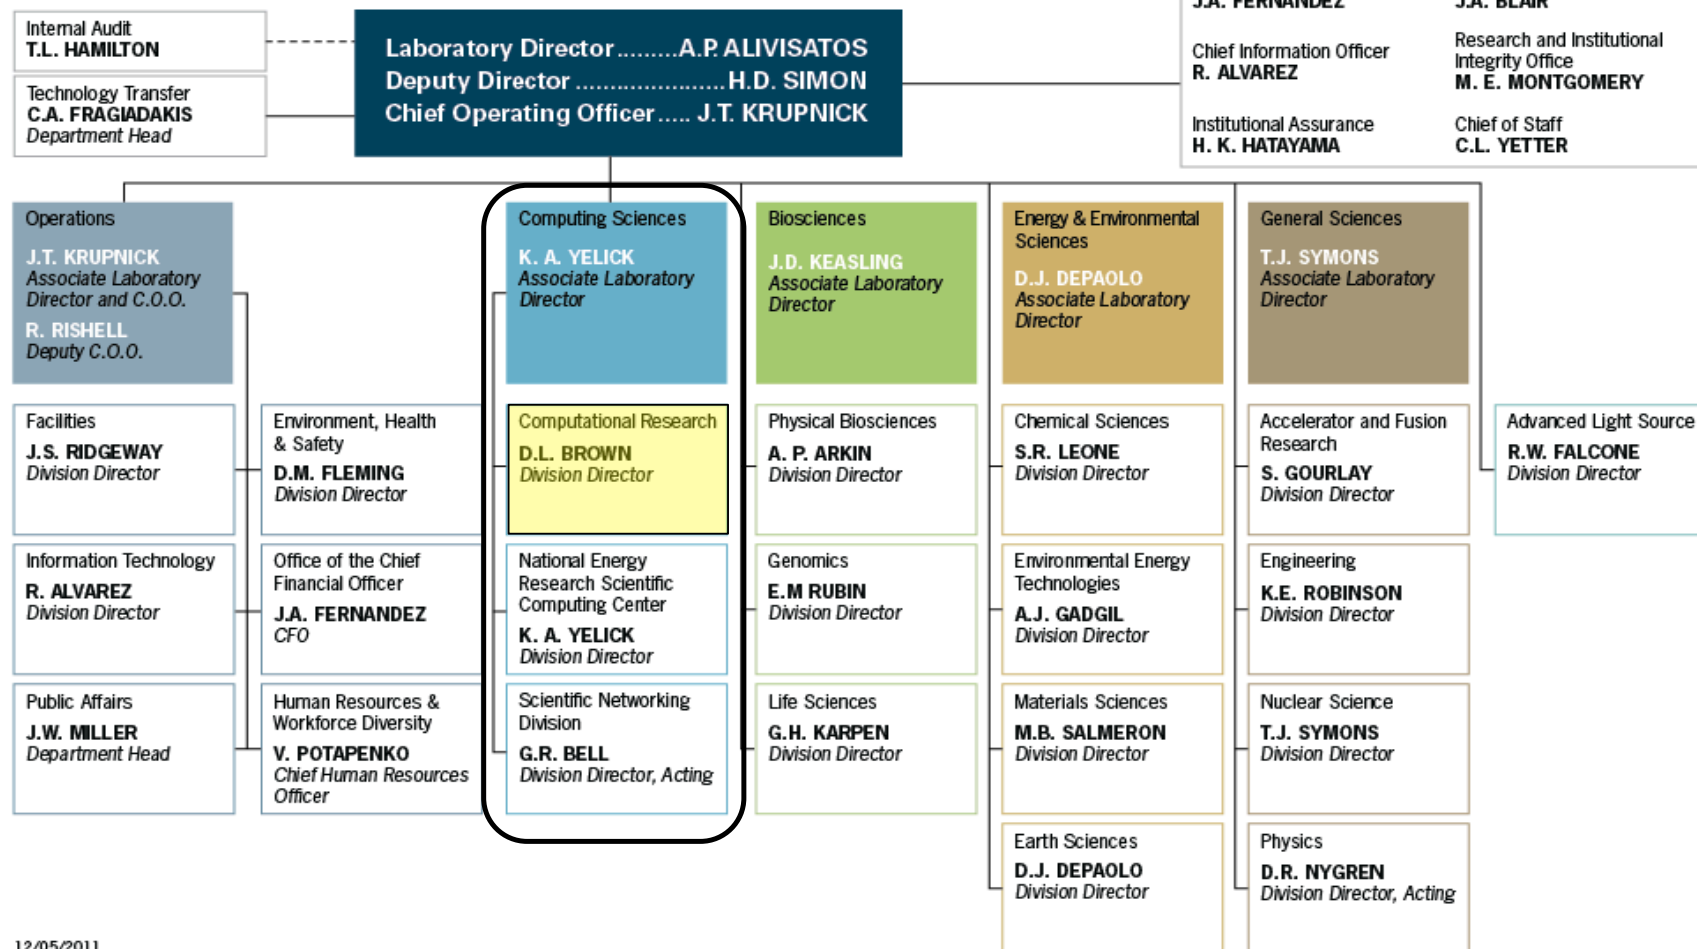 Internal Audit
T.L. HAMILTON
Technology Transfer
C.A. FRAGIADAKIS
Department Head
Laboratory Director.........A.P. ALIVISATOS
Deputy Director ......................H.D. SIMON
Chief Operating Officer..... J.T. KRUPNICK
J.A. FERNANDEZ
J.A. BLAIR
Chief Information Officer
R. ALVAREZ
Research and Institutional
Integrity Office
M. E. MONTGOMERY
Institutional Assurance
H. K. HATAYAMA
Chief of Staff
C.L. YETTER
Operations
J.T. KRUPNICK
Associate Laboratory
Director and C.O.O.
R. RISHELL
Deputy C.O.O.
Facilities
J.S. RIDGEWAY
Division Director
Information Technology
R. ALVAREZ
Division Director
Public Affairs
J.W. MILLER
Department Head
Environment, Health
& Safety
D.M. FLEMING
Division Director
Office of the Chief
Financial Officer
J.A. FERNANDEZ
CFO
Human Resources &
Workforce Diversity
V. POTAPENKO
Chief Human Resources
Officer
Computing Sciences
K. A. YELICK
Associate Laboratory
Director
Computational Research
D.L. BROWN
Division Director
National Energy
Research Scientific
Computing Center
K. A. YELICK
Division Director
Scientific Networking
Division
G.R. BELL
Division Director, Acting
Biosciences
J.D. KEASLING
Associate Laboratory
Director
Physical Biosciences
A. P. ARKIN
Division Director
Genomics
E.M RUBIN
Division Director
Life Sciences
G.H. KARPEN
Division Director
Energy & Environmental
Sciences
D.J. DEPAOLO
Associate Laboratory
Director
Chemical Sciences
S.R. LEONE
Division Director
Environmental Energy
Technologies
A.J. GADGIL
Division Director
Materials Sciences
M.B. SALMERON
Division Director
Earth Sciences
D.J. DEPAOLO
Division Director
General Sciences
T.J. SYMONS
Associate Laboratory
Director
Accelerator and Fusion
Research
S. GOURLAY
Division Director
Engineering
K.E. ROBINSON
Division Director
Nuclear Science
T.J. SYMONS
Division Director
Physics
D.R. NYGREN
Division Director, Acting
Advanced Light Source
R.W. FALCONE
Division Director
12/05/2011